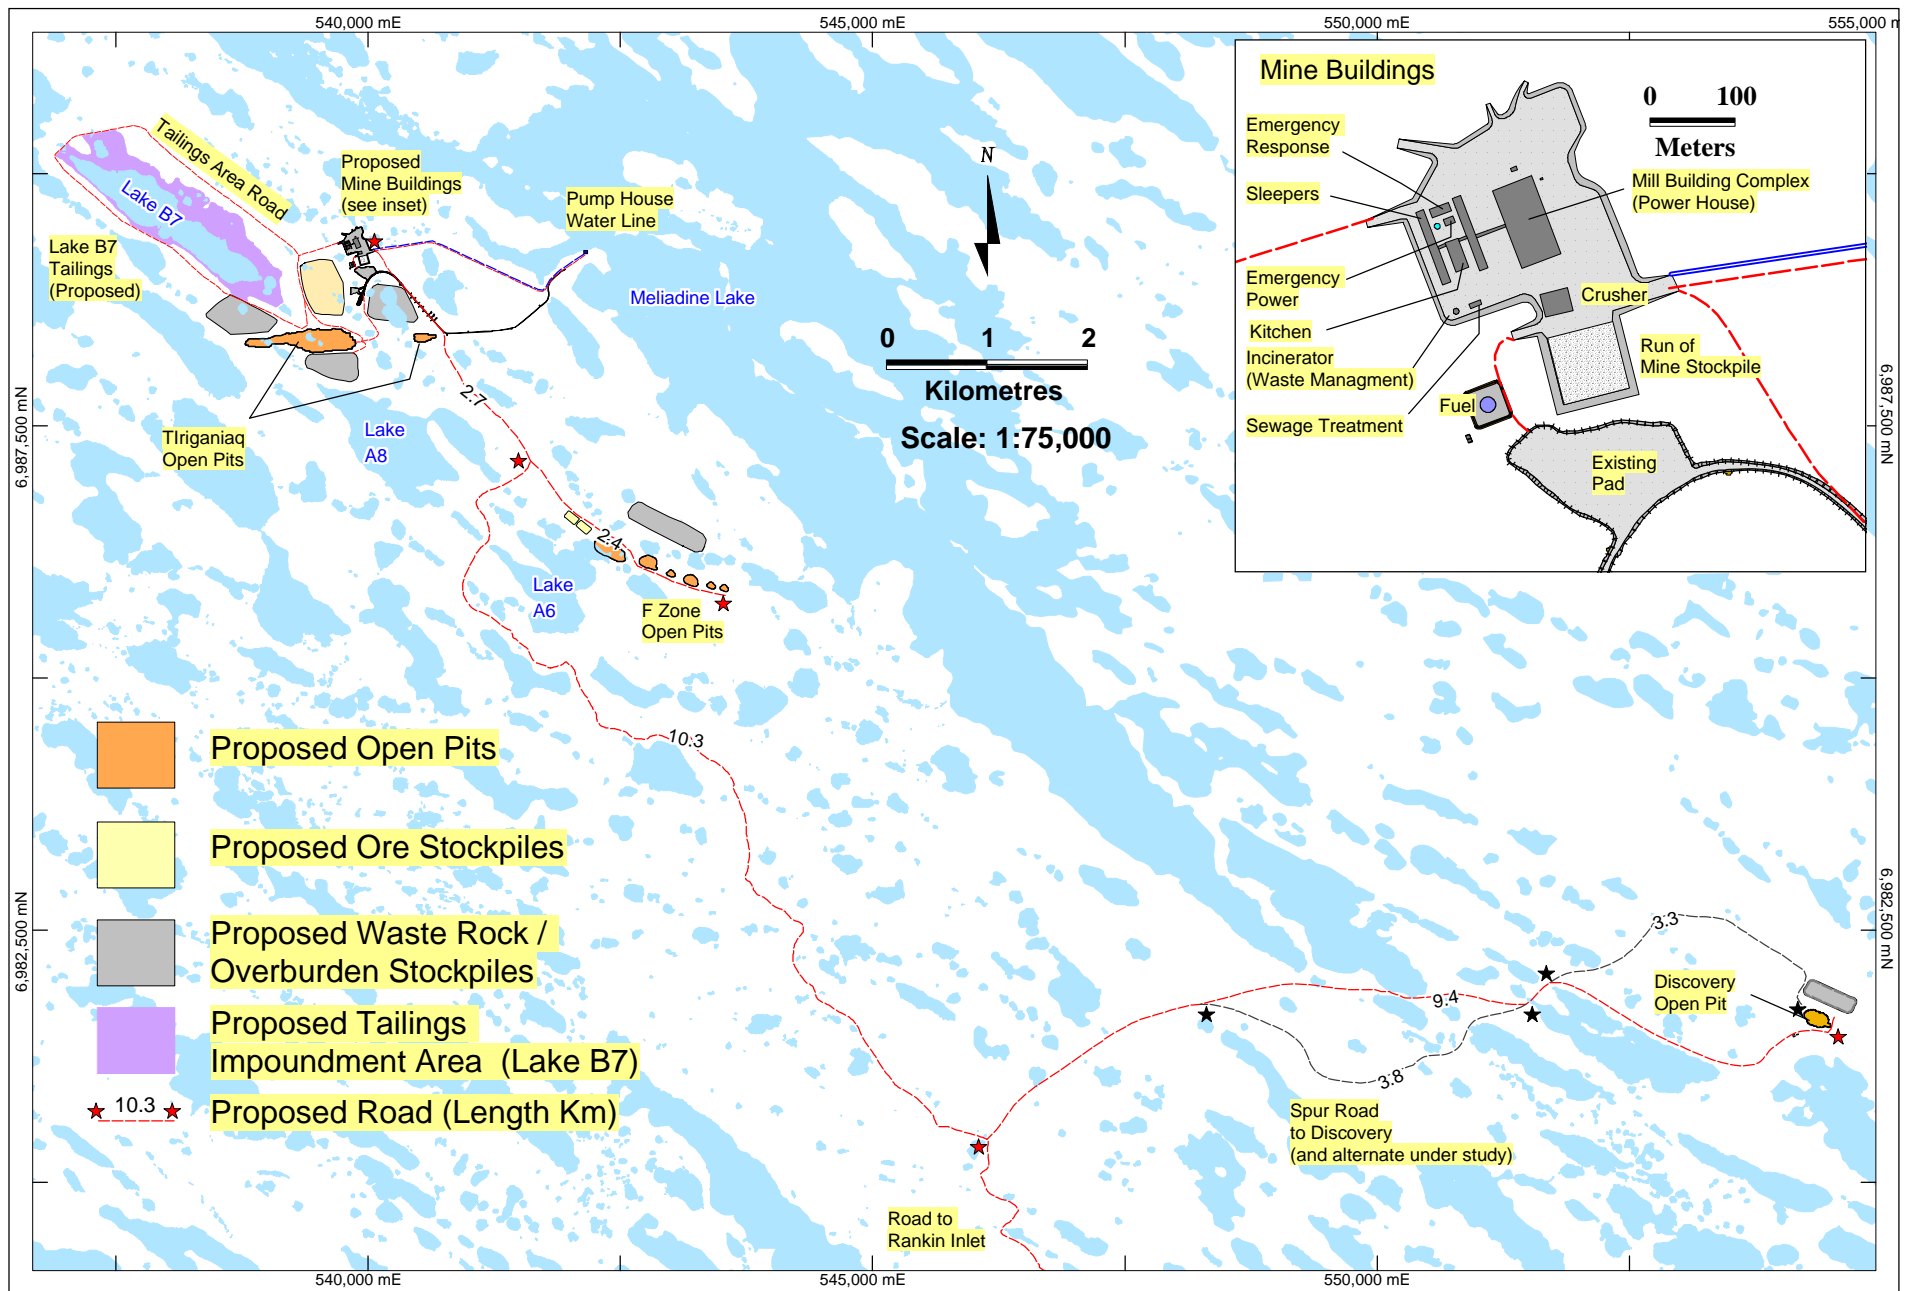 540,000 mE
545,000 mE
550,000 mE
555,000 m
Mine Buildings
0 100
Meters
Emergency
Response
Sleepers
Mill Building Complex
(Power House)
Emergency
Power
Crusher
Kitchen
Incinerator
(Waste Managment)
Run of
Mine Stockpile
Fuel
Sewage Treatment
Existing
Pad
Tailings Area Road
Proposed
Mine Buildings
(see inset)
Pump House
Water Line
N
Lake B7
Lake B7
Tailings
(Proposed)
Meliadine Lake
0 1 2
Kilometres
Scale: 1:75,000
2.7
TIriganiaq
Open Pits
Lake
A8
6,987,500 mN
6,987,500 mN
2.4
Lake
A6
F Zone
Open Pits
10.3
Proposed Open Pits
Proposed Ore Stockpiles
Proposed Waste Rock /
Overburden Stockpiles
Proposed Tailings
Impoundment Area (Lake B7)
10.3 Proposed Road (Length Km)
6,982,500 mN
6,982,500 mN
3.3
Discovery
Open Pit
9.4
3.8
Spur Road
to Discovery
(and alternate under study)
Road to
Rankin Inlet
540,000 mE
545,000 mE
550,000 mE